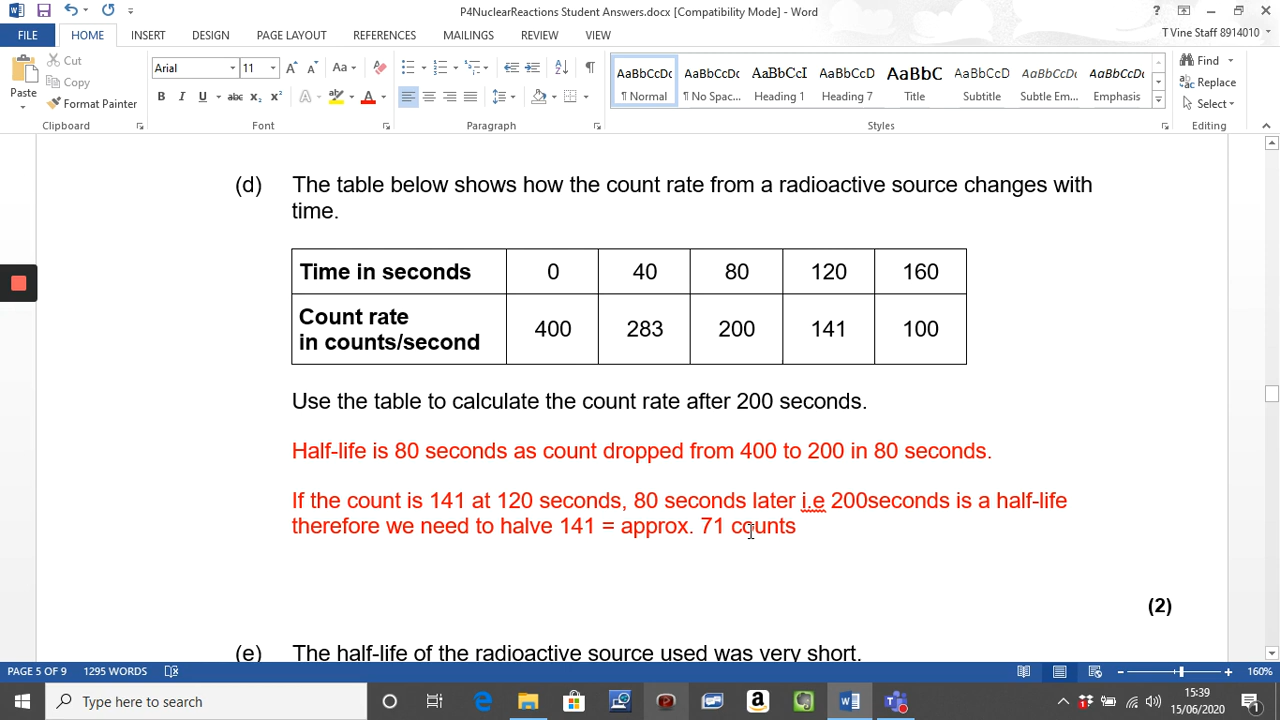 P4NuclearReactions Student Answers.docx [Compatibility Mode] - Word
FILE HOME INSERT DESIGN PAGE LAYOUT REFERENCES MAILINGS REVIEW VIEW T Vine Staff 8914010
Paste Cut Copy Format Painter
Arial 11
AaBbCcDc AaBbCcDc AaBbCcI AaBbCcDc AaBbC AaBbCcDc AaBbCcDc AaBbCcDc
¶ Normal ¶ No Spac... Heading 1 Heading 7 Title Subtitle Subtle Em... Emphasis
Find
Replace
Select
Clipboard Font Paragraph Styles Editing
(d) The table below shows how the count rate from a radioactive source changes with
time.
Time in seconds 0 40 80 120 160
Count rate
in counts/second 400 283 200 141 100
Use the table to calculate the count rate after 200 seconds.
Half-life is 80 seconds as count dropped from 400 to 200 in 80 seconds.
If the count is 141 at 120 seconds, 80 seconds later i.e 200seconds is a half-life
therefore we need to halve 141 = approx. 71 counts
(2)
(e) The half-life of the radioactive source used was very short.
PAGE 5 OF 9 1295 WORDS 160%
Type here to search
15:39
15/06/2020